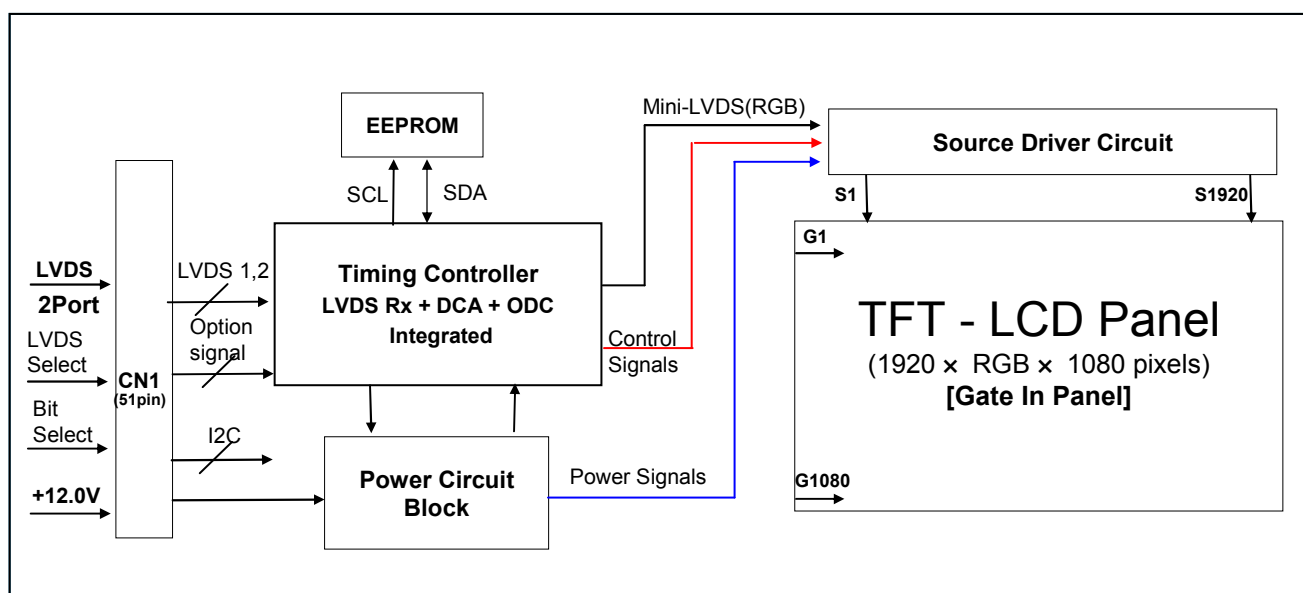 EEPROM
SCL
SDA
Mini-LVDS(RGB)
Source Driver Circuit
S1
S1920
LVDS
2Port
LVDS
Select
Bit
Select
+12.0V
CN1
(51pin)
LVDS 1,2
Option
signal
I2C
Timing Controller
LVDS Rx + DCA + ODC
Integrated
Control
Signals
Power Circuit
Block
Power Signals
G1
TFT - LCD Panel
(1920 × RGB × 1080 pixels)
[Gate In Panel]
G1080